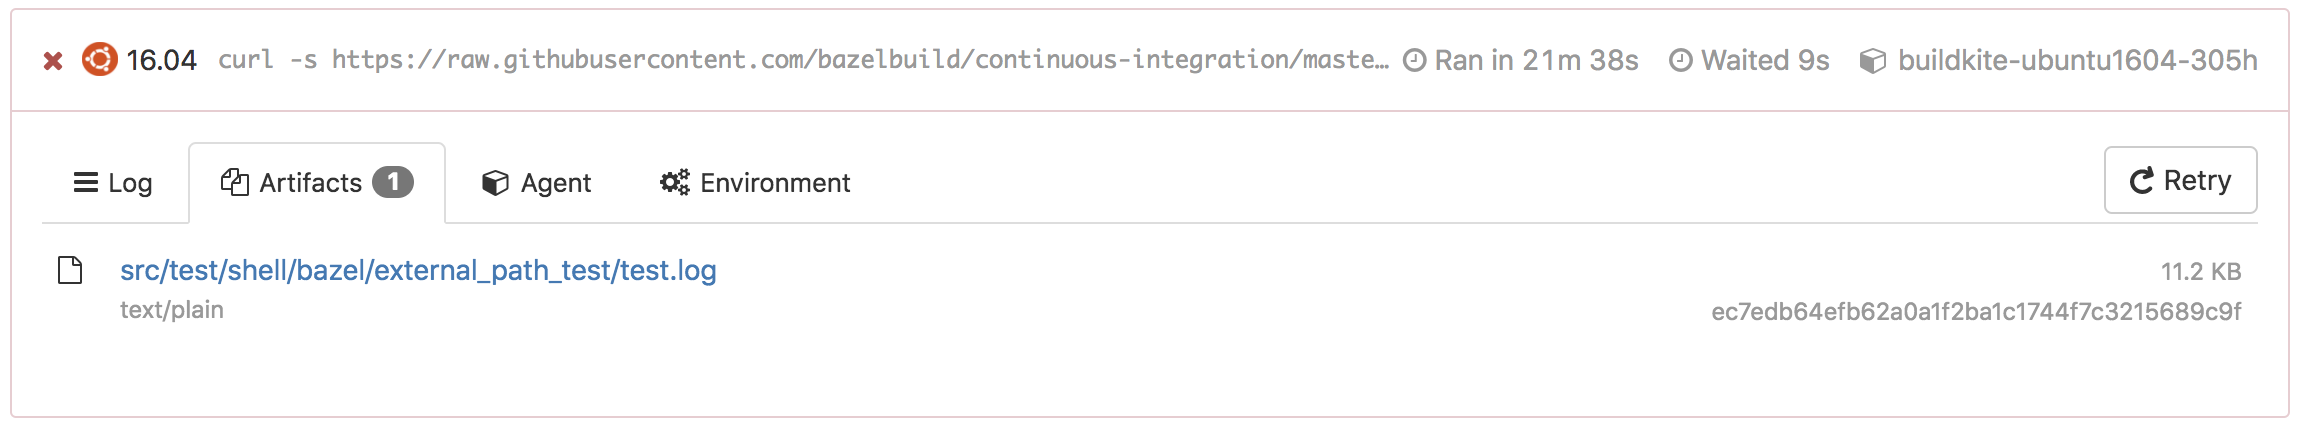 16.04 curl -s https://raw.githubusercontent.com/bazelbuild/continuous-integration/maste… Ran in 21m 38s Waited 9s buildkite-ubuntu1604-305h
Log Artifacts 1 Agent Environment Retry
src/test/shell/bazel/external_path_test/test.log 11.2 KB
text/plain ec7edb64efb62a0a1f2ba1c1744f7c3215689c9f